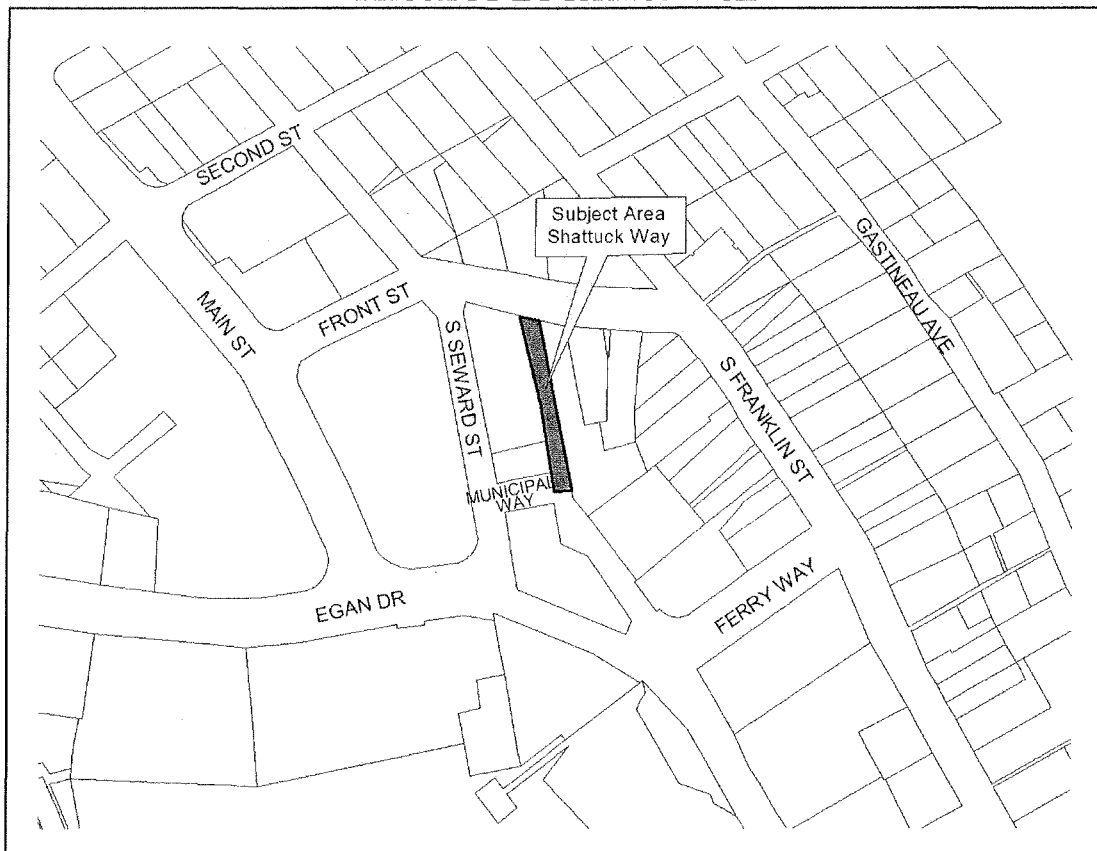 SECOND ST
Subject Area
Shattuck Way
GASTINEAU AVE
MAIN ST
FRONT ST
S SEWARD ST
S FRANKLIN ST
MUNICIPAL
WAY
EGAN DR
FERRY WAY